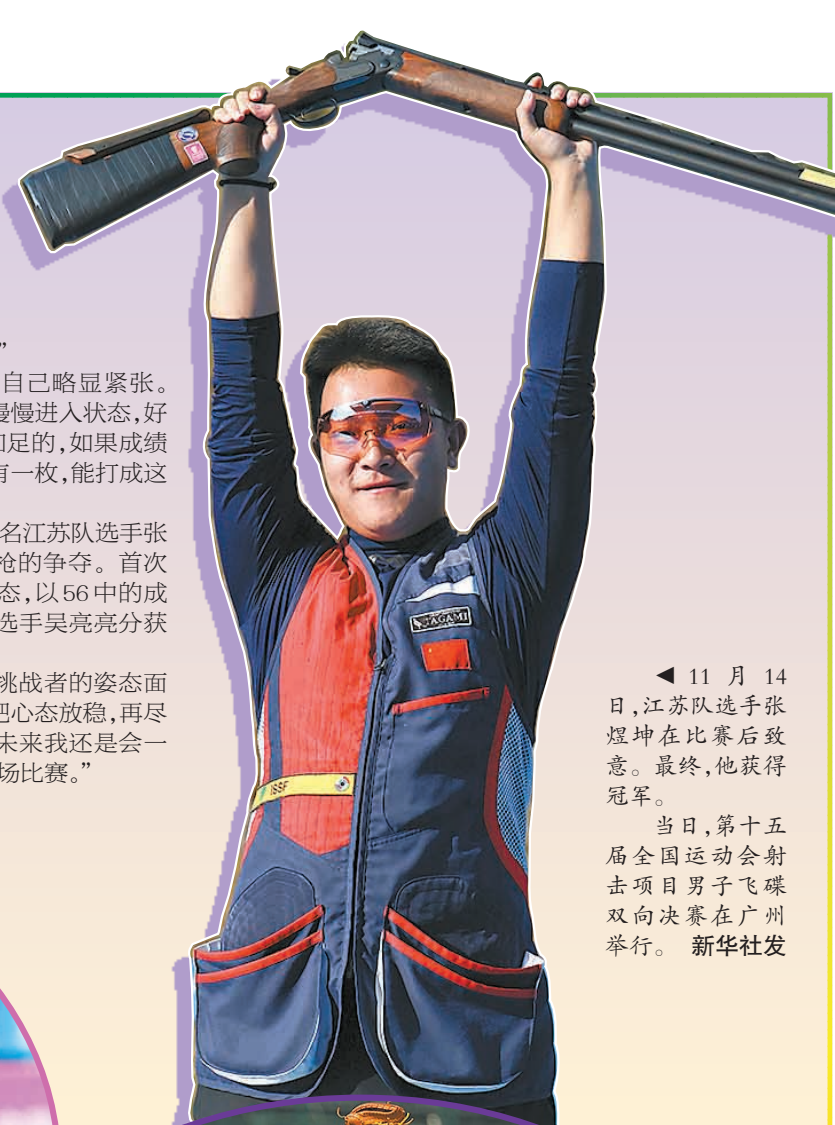 ”
自己略显紧张。
慢慢进入状态，好
足的，如果成绩
有一枚，能打成这
名江苏队选手张
枪的争夺。首次
态，以56中的成
选手吴亮亮分获
挑战者的姿态面
把心态放稳，再尽
未来我还是会一
场比赛。”
ISSF
◀ 11 月 14
日，江苏队选手张
煜坤在比赛后致
意。最终，他获得
冠军。
当日，第十五
届全国运动会射
击项目男子飞碟
双向决赛在广州
举行。 新华社发